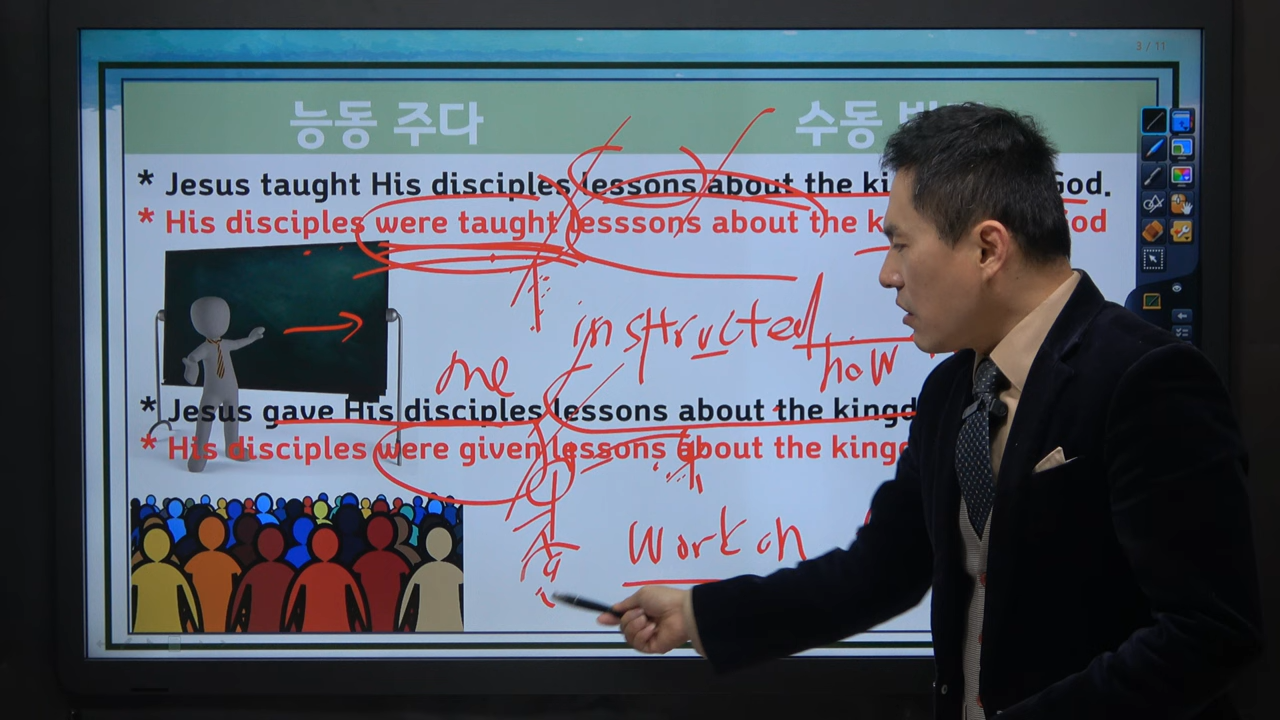 3 / 11
능동 주다 수동
* Jesus taught His disciples lessons about the ki God.
* His disciples were taught lesssons about the k od
instructed
how
me
* Jesus gave His disciples lessons about the kingd
* His disciples were given lessons about the kingd
work on